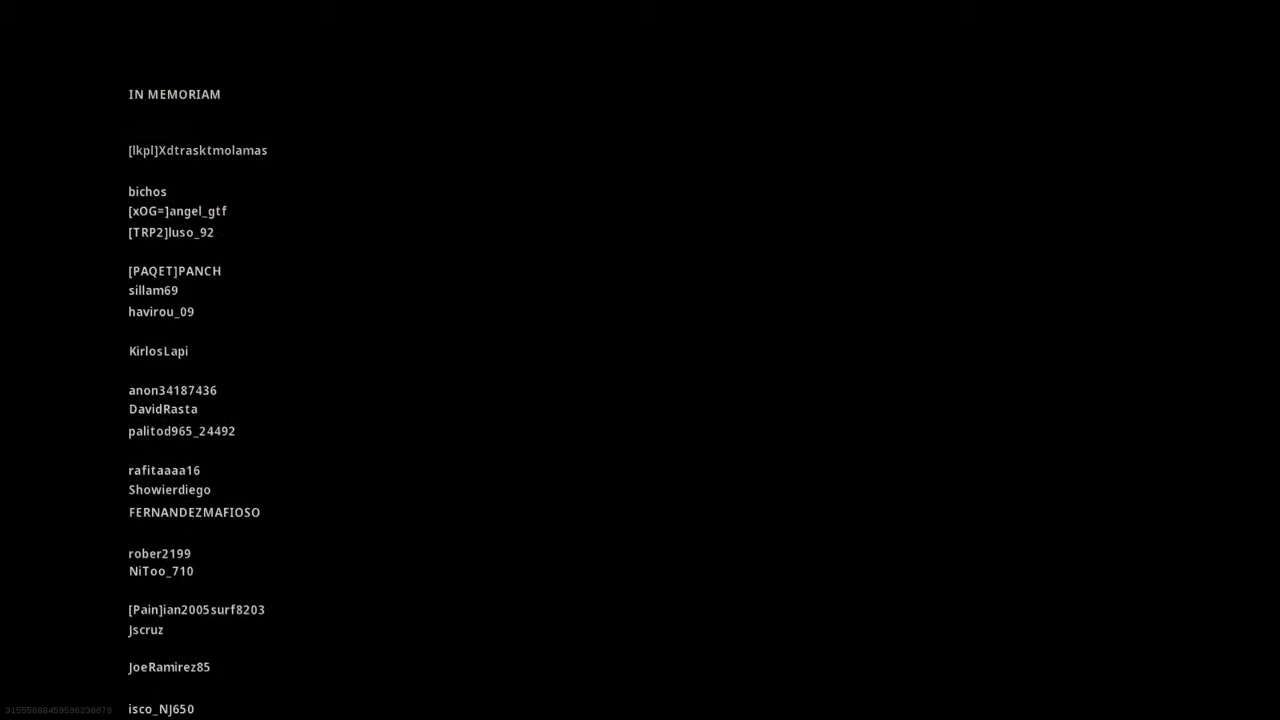 IN MEMORIAM
[lkpl]Xdtrasktmolamas
bichos
[xOG=]angel_gtf
[TRP2]luso_92
[PAQET]PANCH
sillam69
havirou_09
KirlosLapi
anon34187436
DavidRasta
palitod965_24492
rafitaaaa16
Showierdiego
FERNANDEZMAFIOSO
rober2199
NiToo_710
[Pain]ian2005surf8203
Jscruz
JoeRamirez85
isco_NJ650